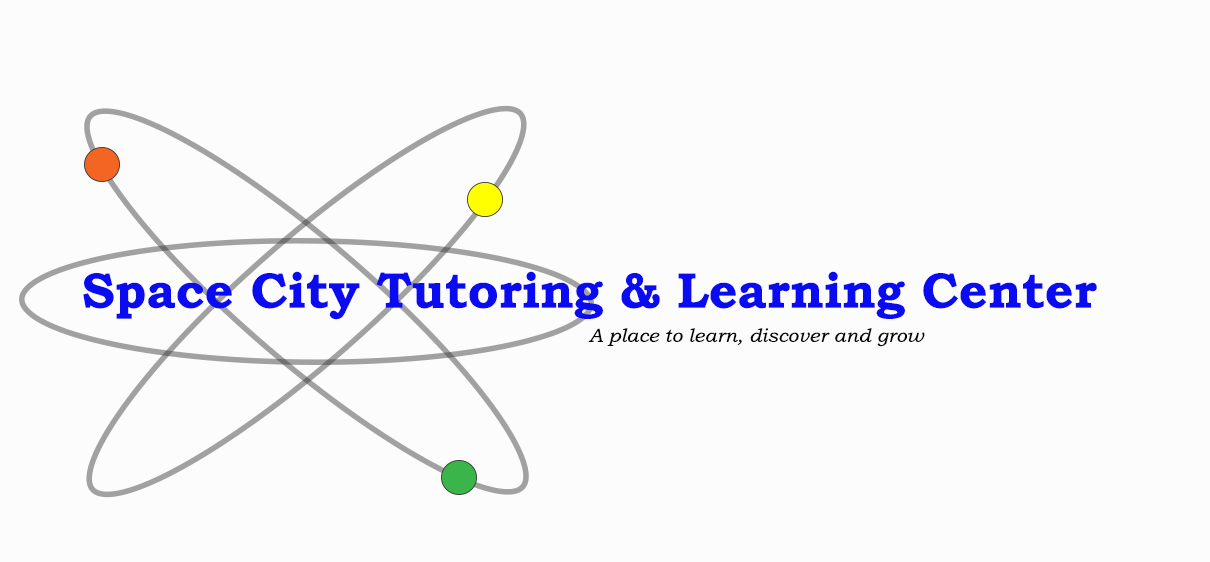 Space City Tutoring & Learning Center
A place to learn, discover and grow